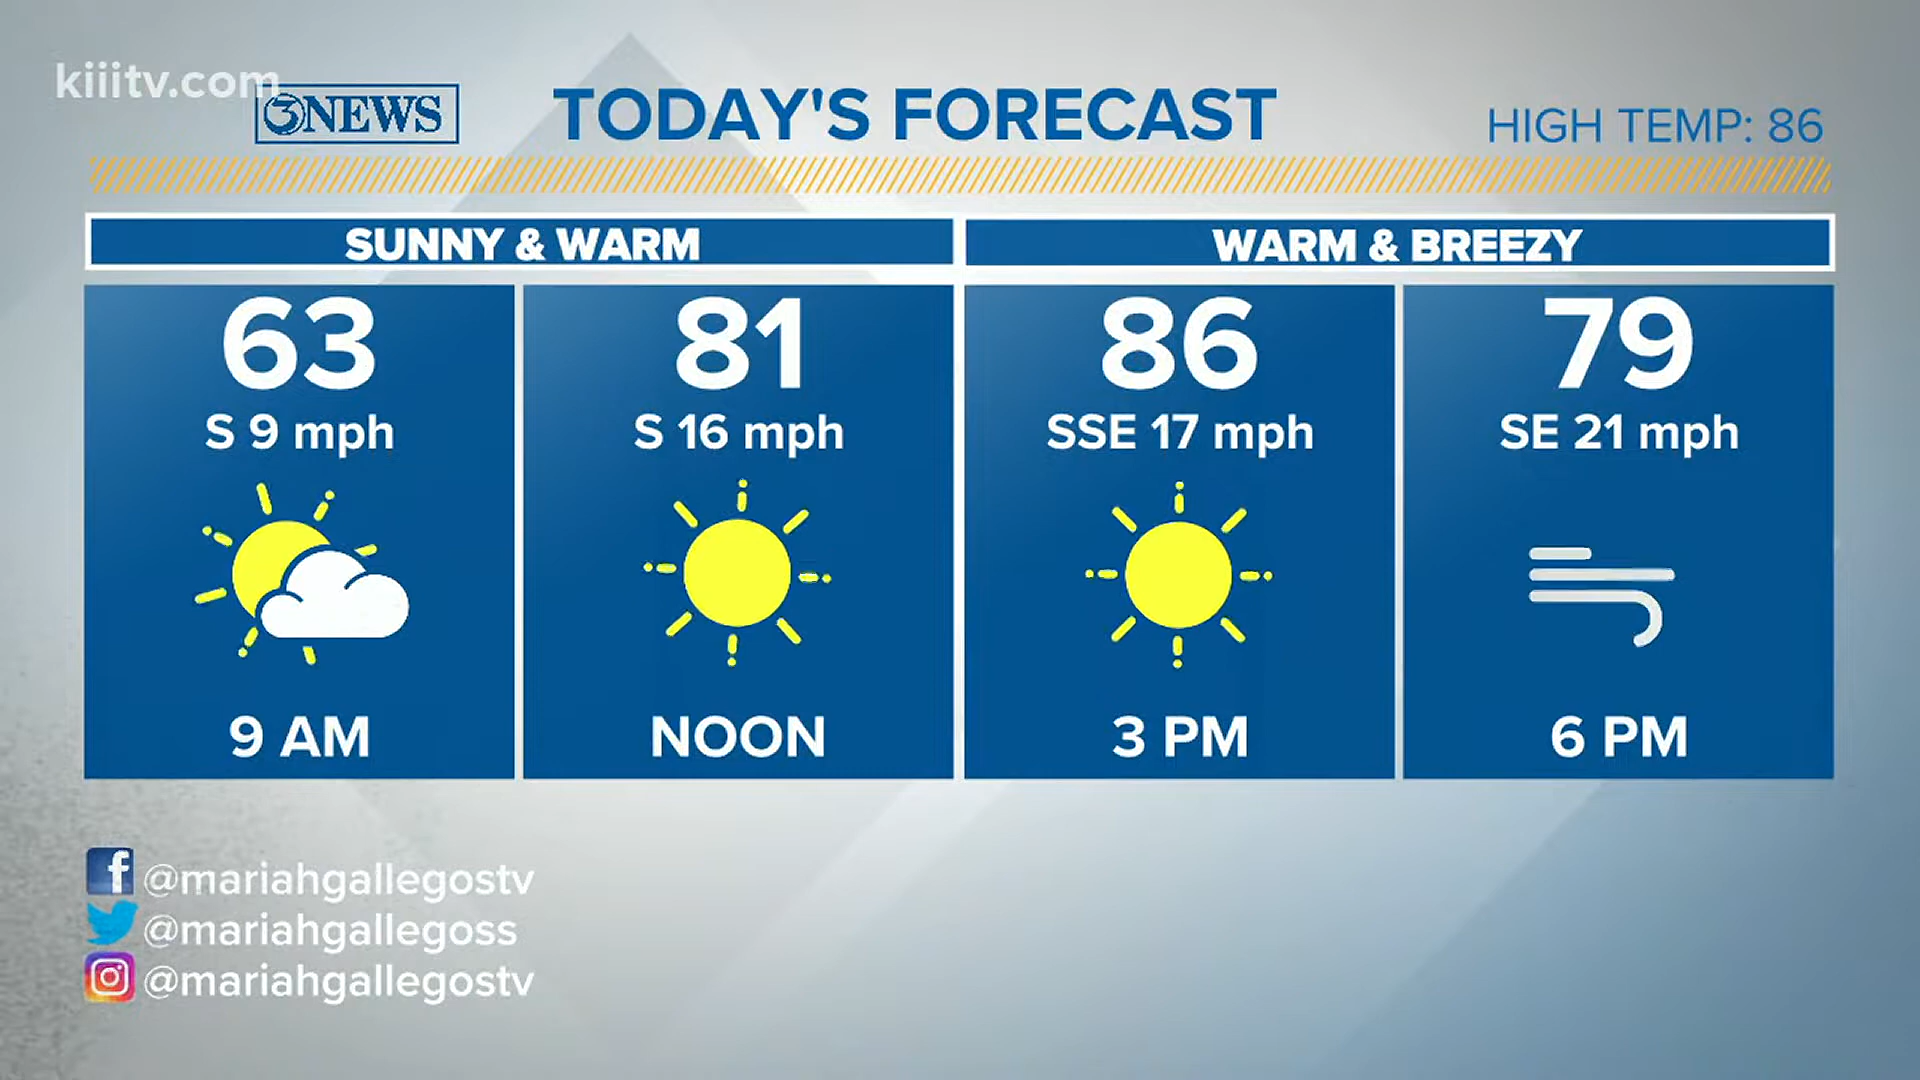 kiiitv.com
3NEWS
TODAY'S FORECAST
HIGH TEMP: 86
SUNNY & WARM
WARM & BREEZY
63
S 9 mph
9 AM
81
S 16 mph
NOON
86
SSE 17 mph
3 PM
79
SE 21 mph
6 PM
@mariahgallegostv
@mariahgallegoss
@mariahgallegostv